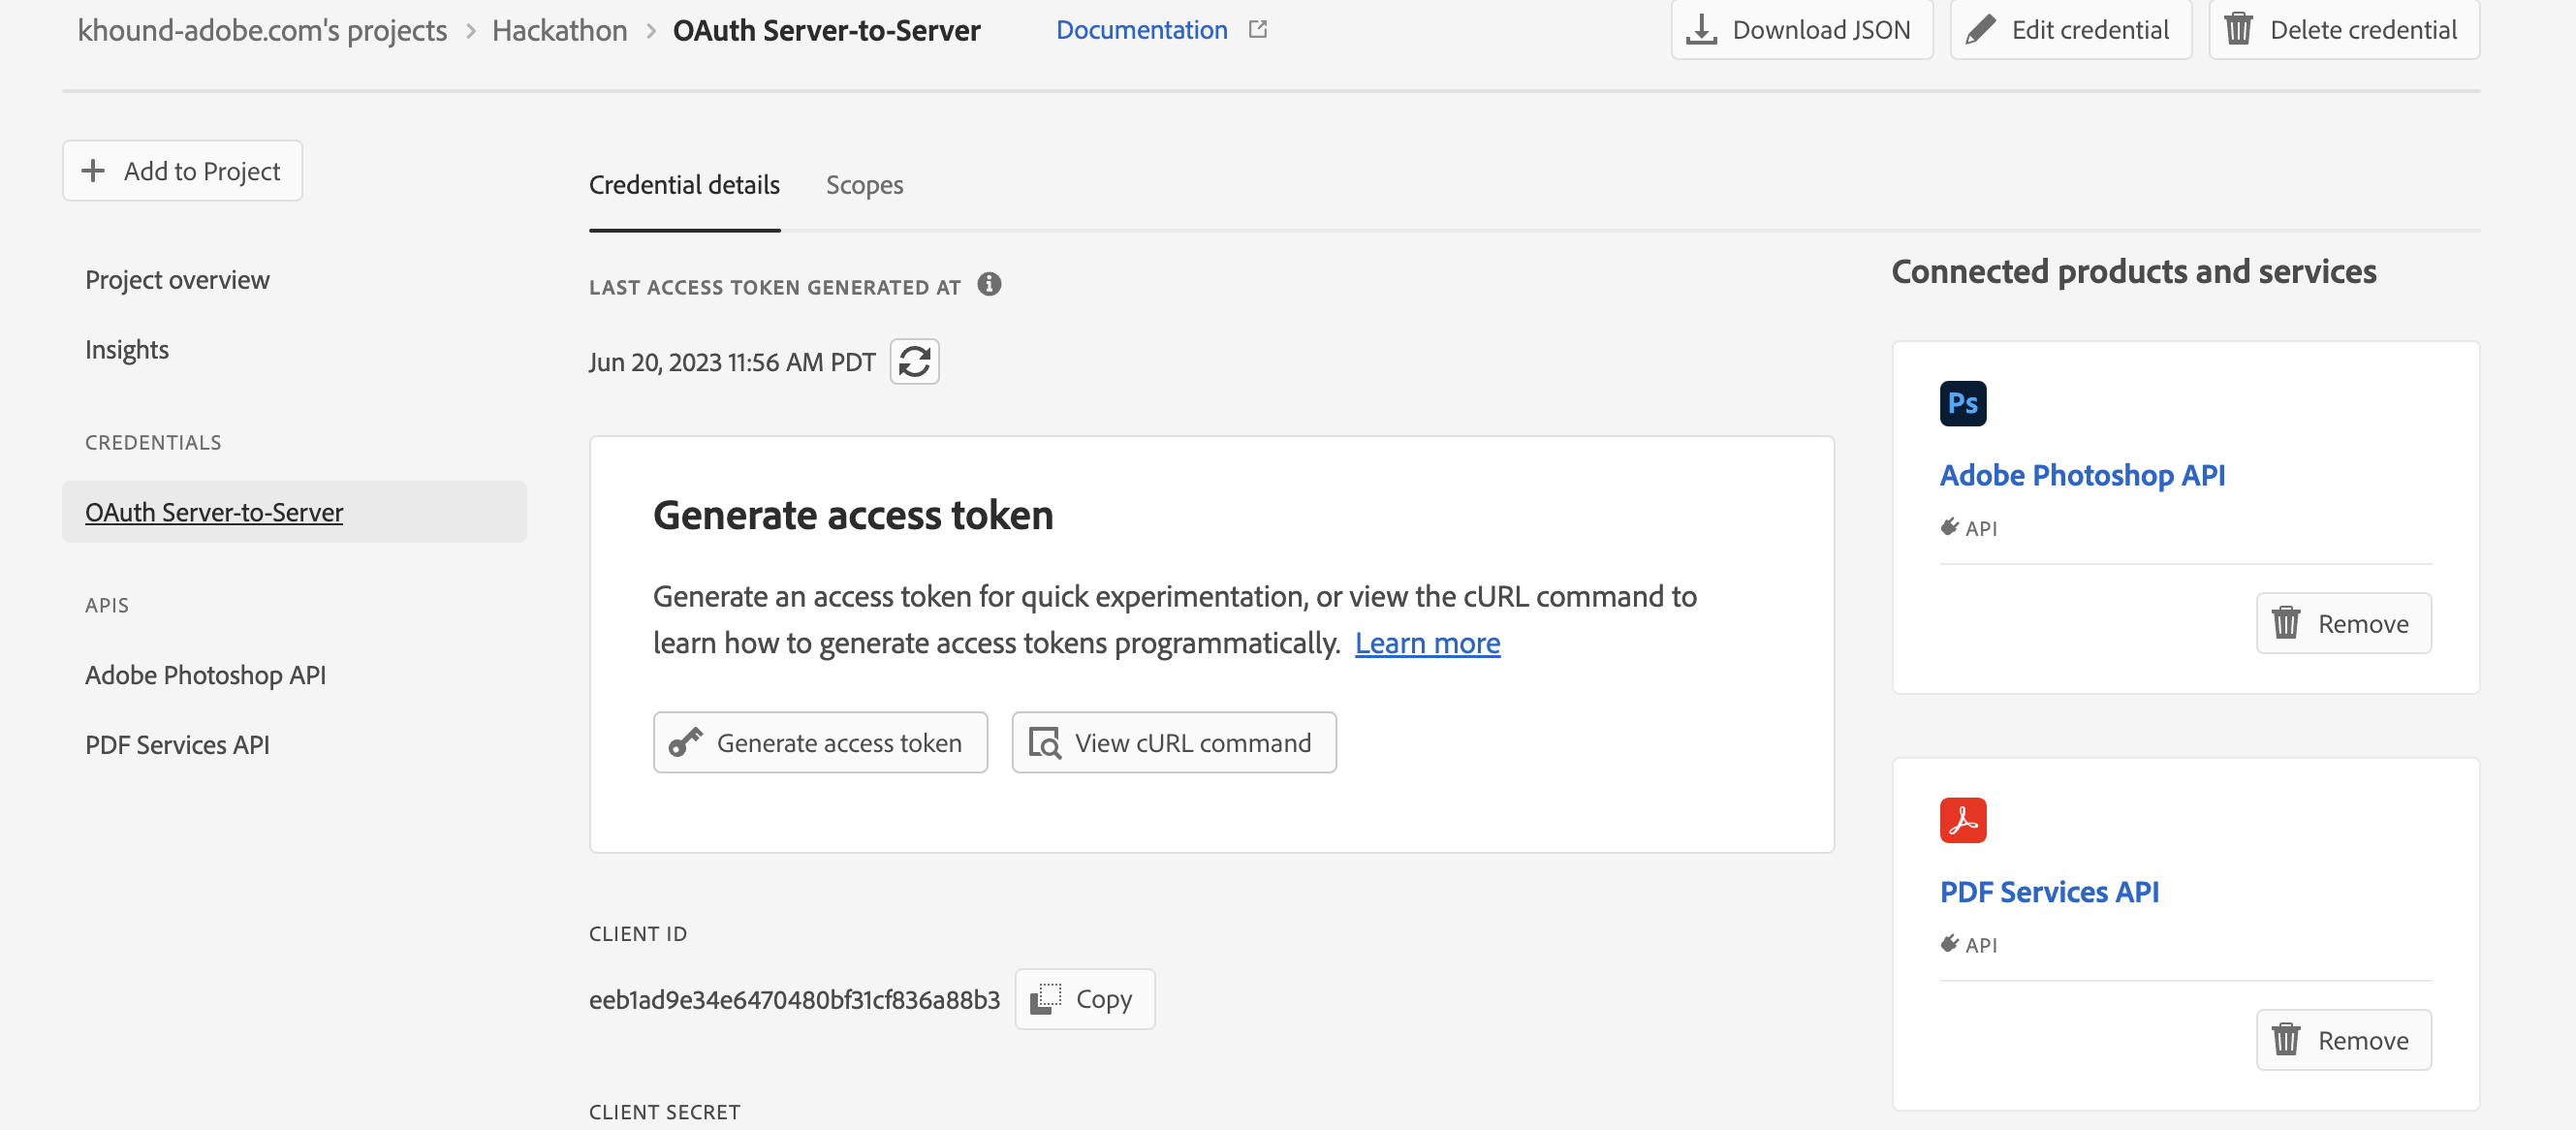 khound-adobe.com's projects > Hackathon > OAuth Server-to-Server Documentation
Download JSON
Edit credential
Delete credential
Add to Project
Project overview
Insights
CREDENTIALS
OAuth Server-to-Server
APIS
Adobe Photoshop API
PDF Services API
Credential details
Scopes
LAST ACCESS TOKEN GENERATED AT
Jun 20, 2023 11:56 AM PDT
Generate access token
Generate an access token for quick experimentation, or view the cURL command to
learn how to generate access tokens programmatically. Learn more
Generate access token
View cURL command
CLIENT ID
eeb1ad9e34e6470480bf31cf836a88b3
Copy
CLIENT SECRET
Connected products and services
Ps
Adobe Photoshop API
API
Remove
PDF Services API
API
Remove